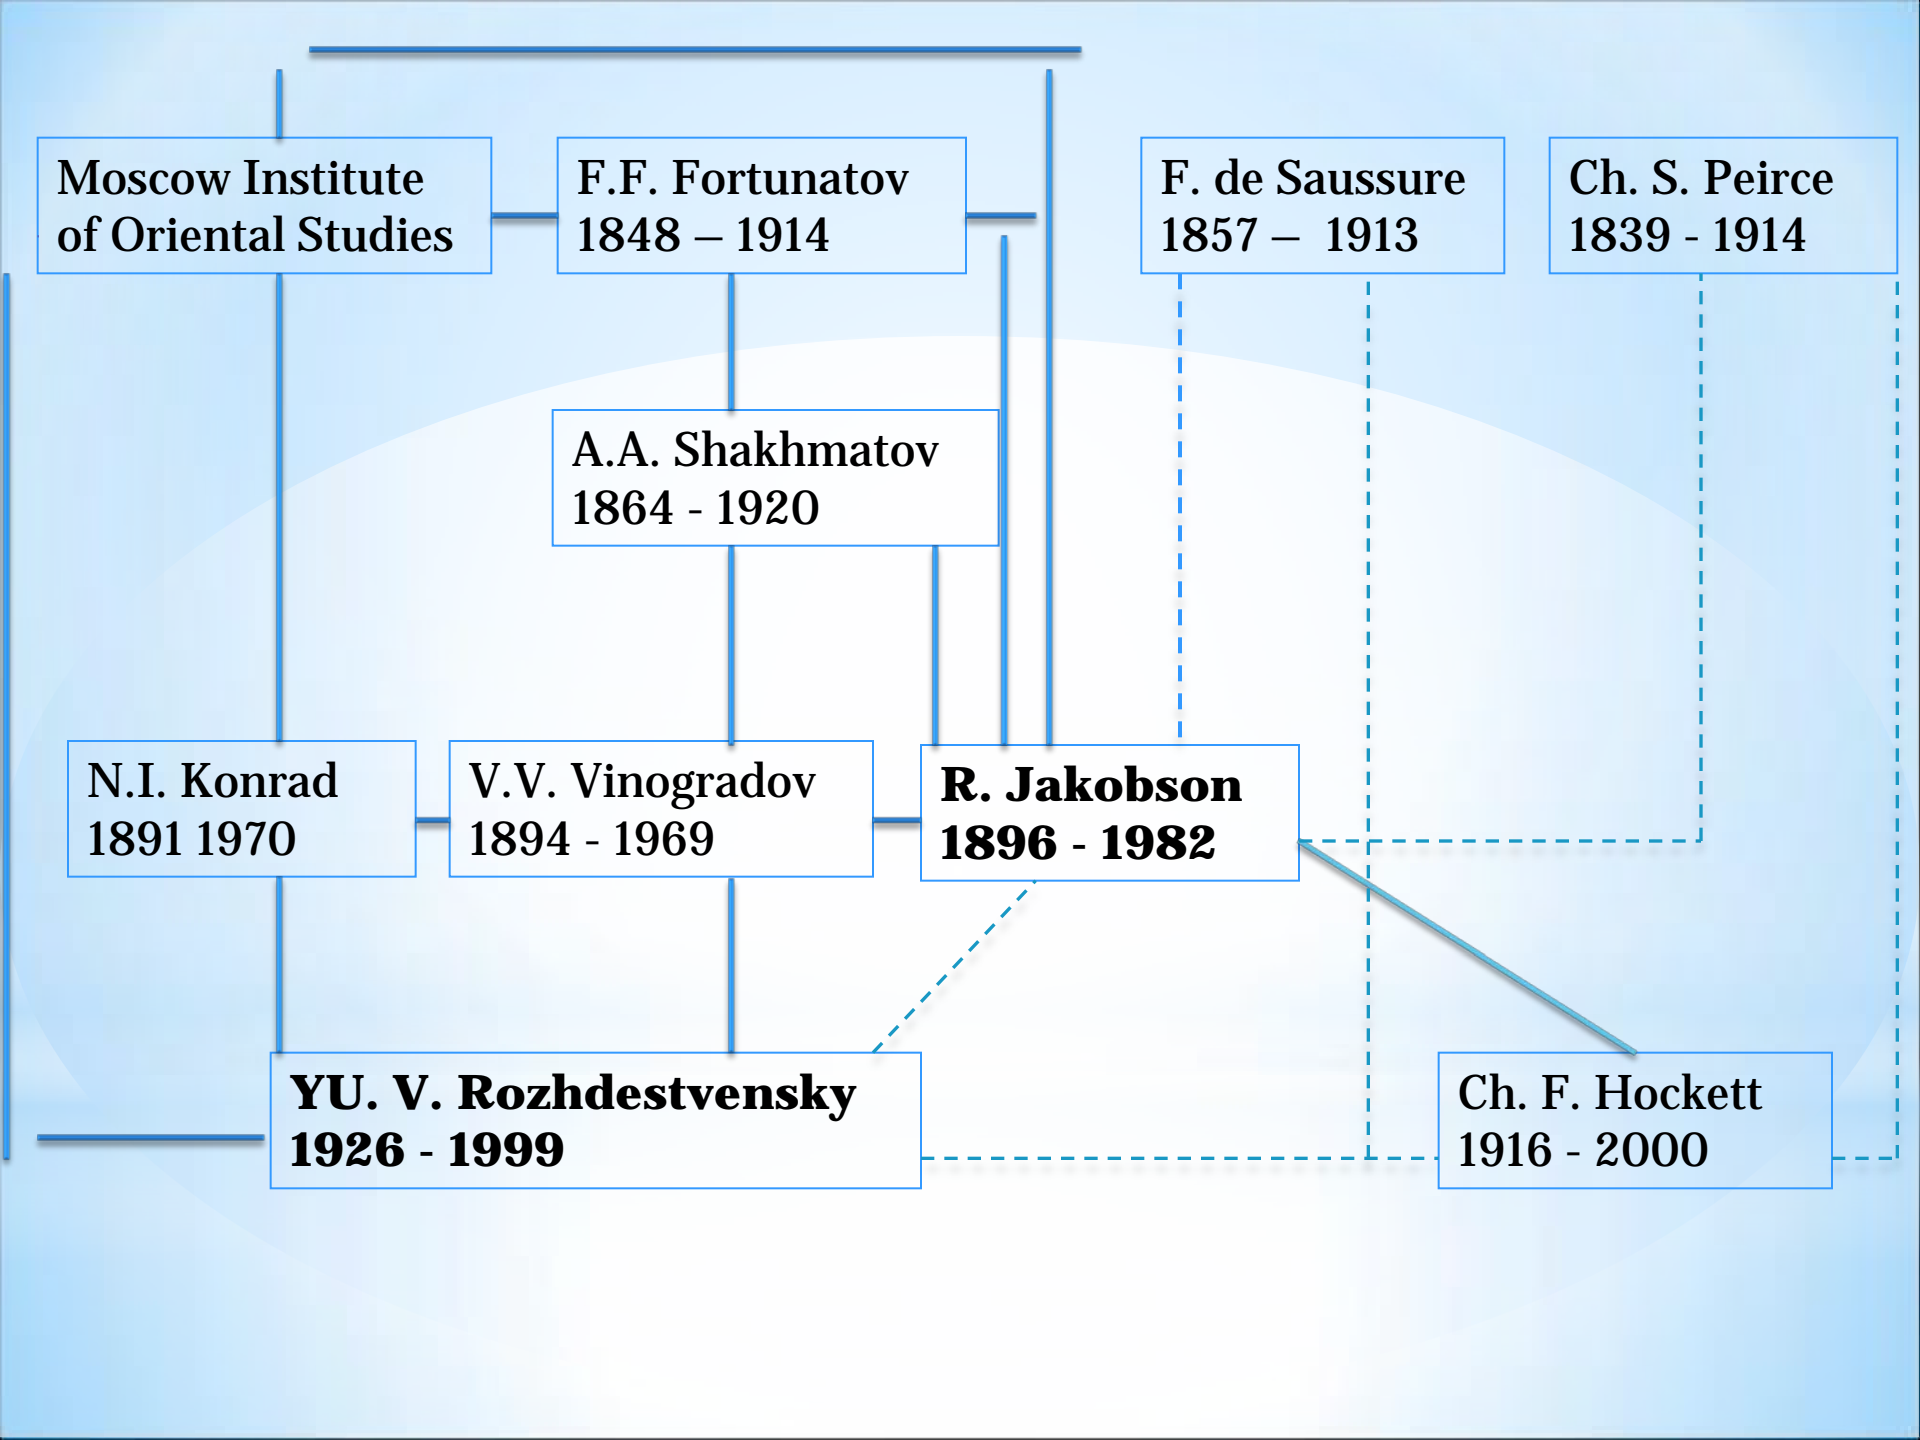 Moscow Institute
of Oriental Studies
F.F. Fortunatov
1848 – 1914
F. de Saussure
1857 –  1913
Ch. S. Peirce
1839 - 1914
A.A. Shakhmatov
1864 - 1920
N.I. Konrad
1891 1970
V.V. Vinogradov
1894 - 1969
R. Jakobson
1896 - 1982
YU. V. Rozhdestvensky
1926 - 1999
Ch. F. Hockett
1916 - 2000